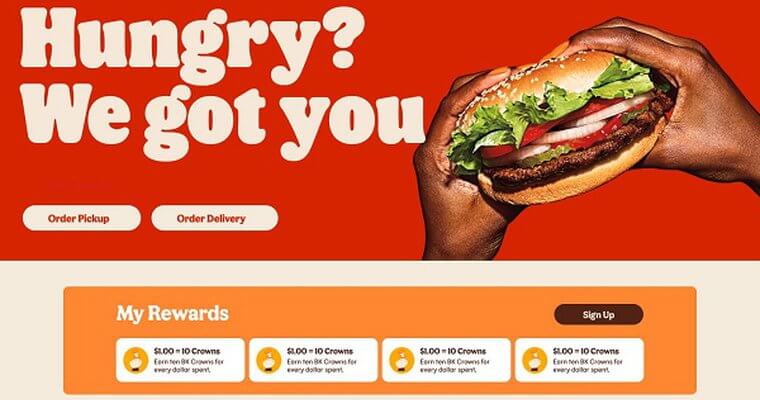 Hungry?
We got you
Order Pickup
Order Delivery
My Rewards
Sign Up
$1.00 = 10 Crowns
Earn ten BK Crowns for
every dollar spent.
$1.00 = 10 Crowns
Earn ten BK Crowns for
every dollar spent.
$1.00 = 10 Crowns
Earn ten BK Crowns for
every dollar spent.
$1.00 = 10 Crowns
Earn ten BK Crowns for
every dollar spent.